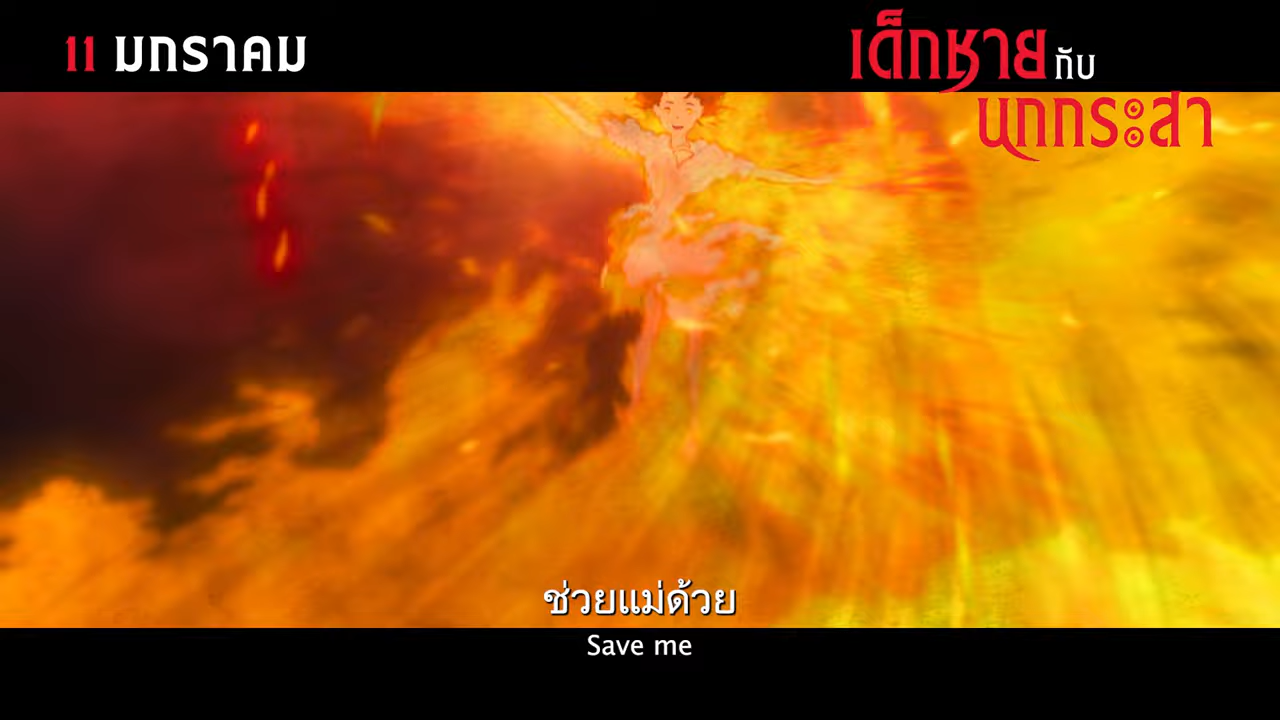 11 มกราคม
เด็กชายกับ
นกกระสา
ช่วยแม่ด้วย
Save me